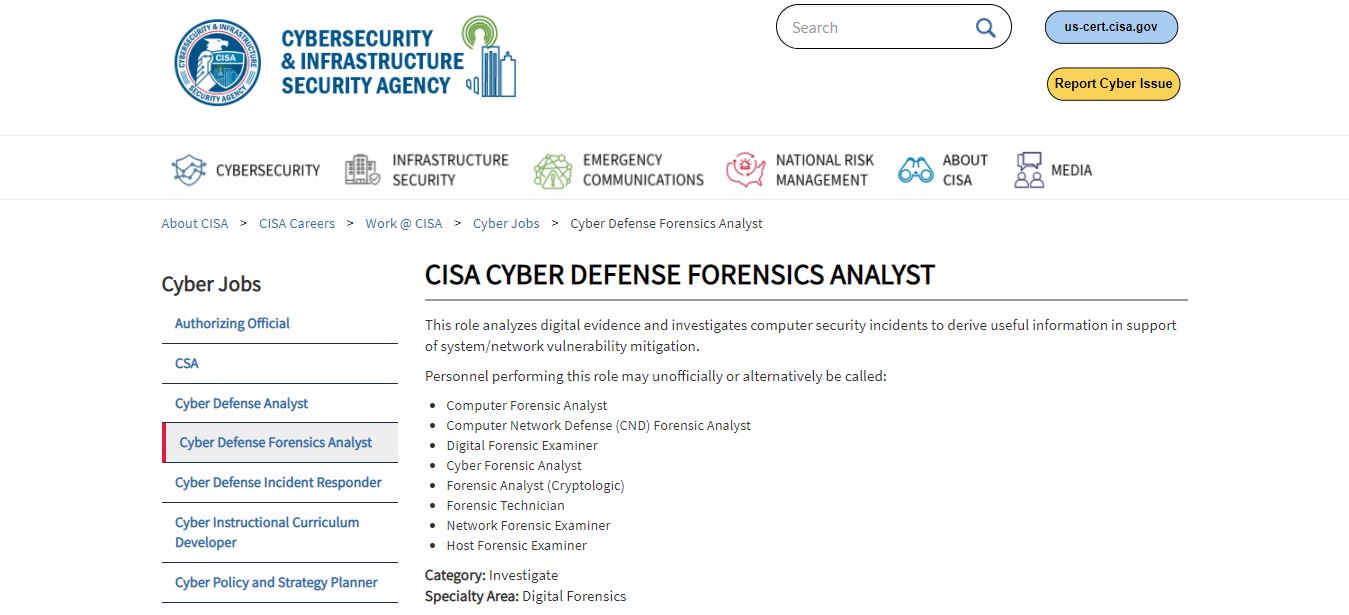 CYBERSECURITY & INFRASTRUCTURE
CISA
SECURITY AGENCY
CYBERSECURITY
& INFRASTRUCTURE
SECURITY AGENCY
Search
us-cert.cisa.gov
Report Cyber Issue
CYBERSECURITY
INFRASTRUCTURE
SECURITY
EMERGENCY
COMMUNICATIONS
NATIONAL RISK
MANAGEMENT
ABOUT
CISA
MEDIA
About CISA > CISA Careers > Work @ CISA > Cyber Jobs > Cyber Defense Forensics Analyst
Cyber Jobs
Authorizing Official
CSA
Cyber Defense Analyst
Cyber Defense Forensics Analyst
Cyber Defense Incident Responder
Cyber Instructional Curriculum
Developer
Cyber Policy and Strategy Planner
CISA CYBER DEFENSE FORENSICS ANALYST
This role analyzes digital evidence and investigates computer security incidents to derive useful information in support
of system/network vulnerability mitigation.
Personnel performing this role may unofficially or alternatively be called:
• Computer Forensic Analyst
• Computer Network Defense (CND) Forensic Analyst
• Digital Forensic Examiner
• Cyber Forensic Analyst
• Forensic Analyst (Cryptologic)
• Forensic Technician
• Network Forensic Examiner
• Host Forensic Examiner
Category: Investigate
Specialty Area: Digital Forensics